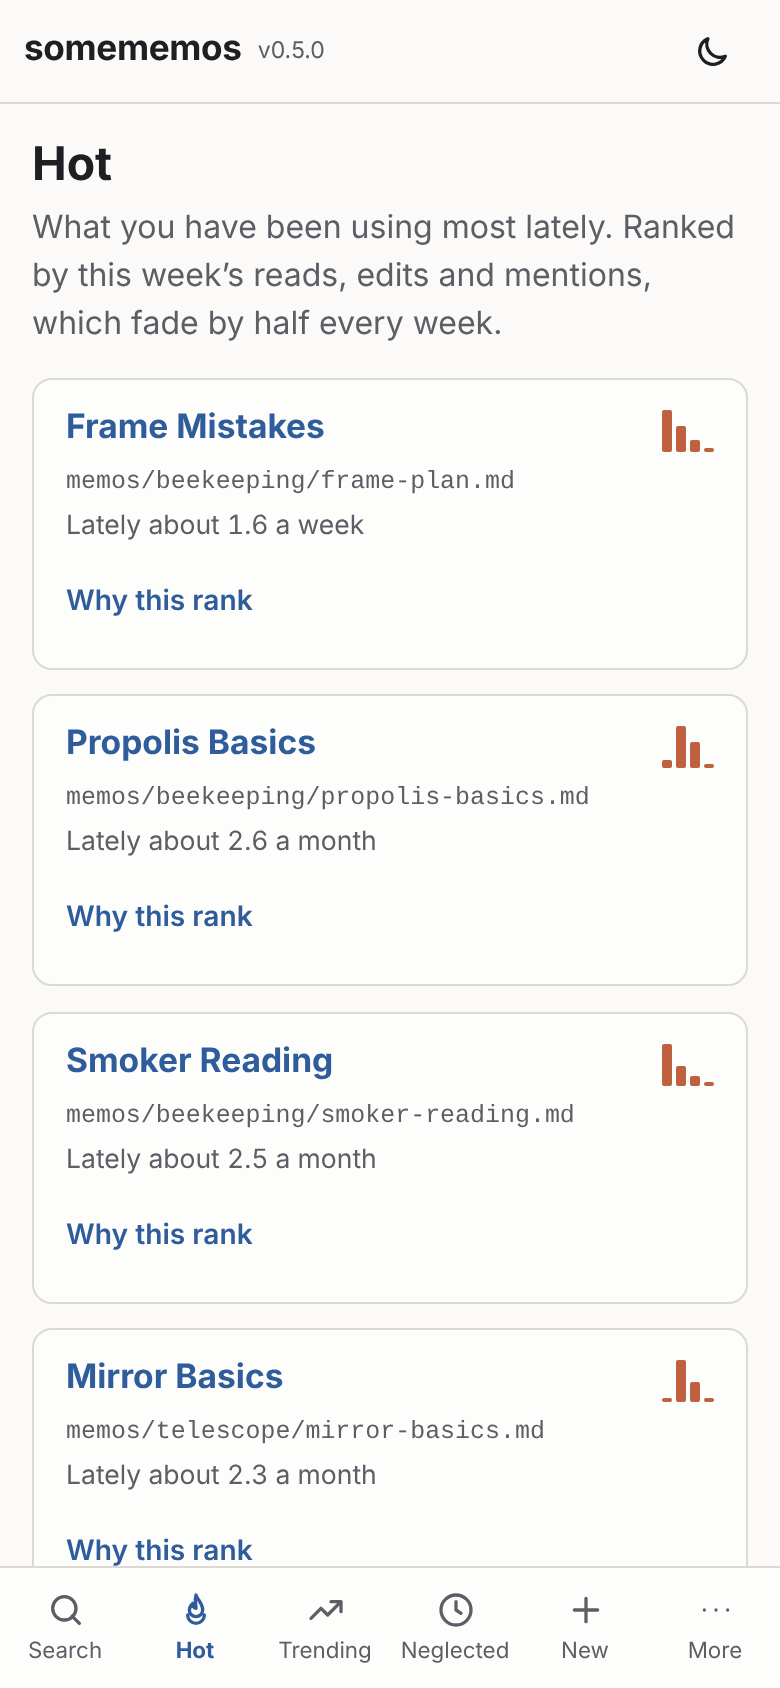 somememos v0.5.0
Hot
What you have been using most lately. Ranked
by this week’s reads, edits and mentions,
which fade by half every week.
Frame Mistakes
memos/beekeeping/frame-plan.md
Lately about 1.6 a week
Why this rank
Propolis Basics
memos/beekeeping/propolis-basics.md
Lately about 2.6 a month
Why this rank
Smoker Reading
memos/beekeeping/smoker-reading.md
Lately about 2.5 a month
Why this rank
Mirror Basics
memos/telescope/mirror-basics.md
Lately about 2.3 a month
Why this rank
Search Hot Trending Neglected New More